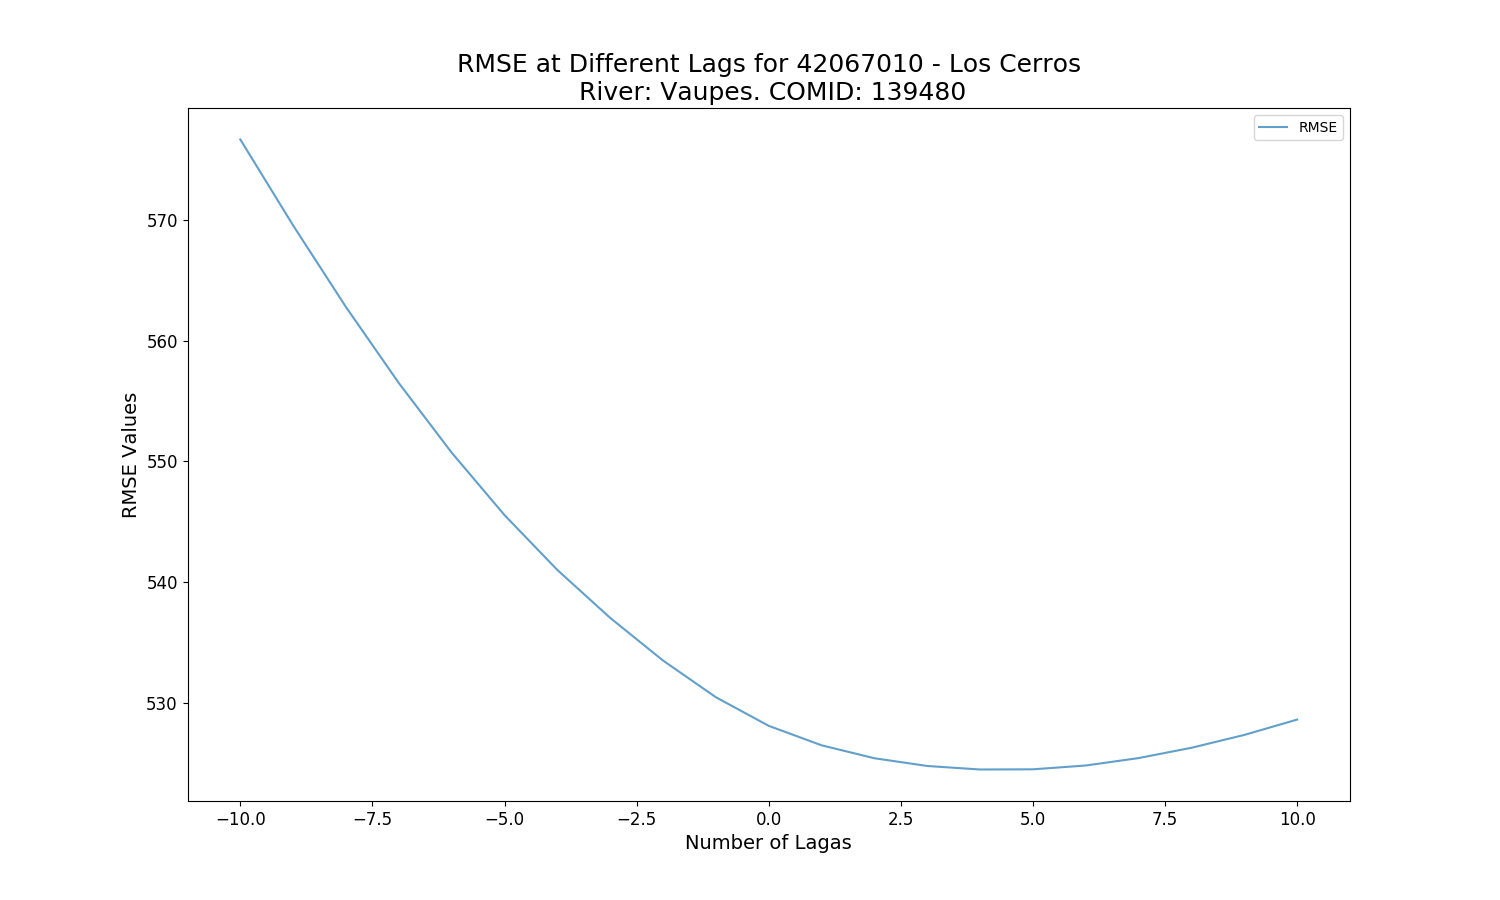 RMSE at Different Lags for 42067010 - Los Cerros
River: Vaupes. COMID: 139480
RMSE
570
560
550
540
530
RMSE Values
−10.0 −7.5 −5.0 −2.5 0.0 2.5 5.0 7.5 10.0
Number of Lagas